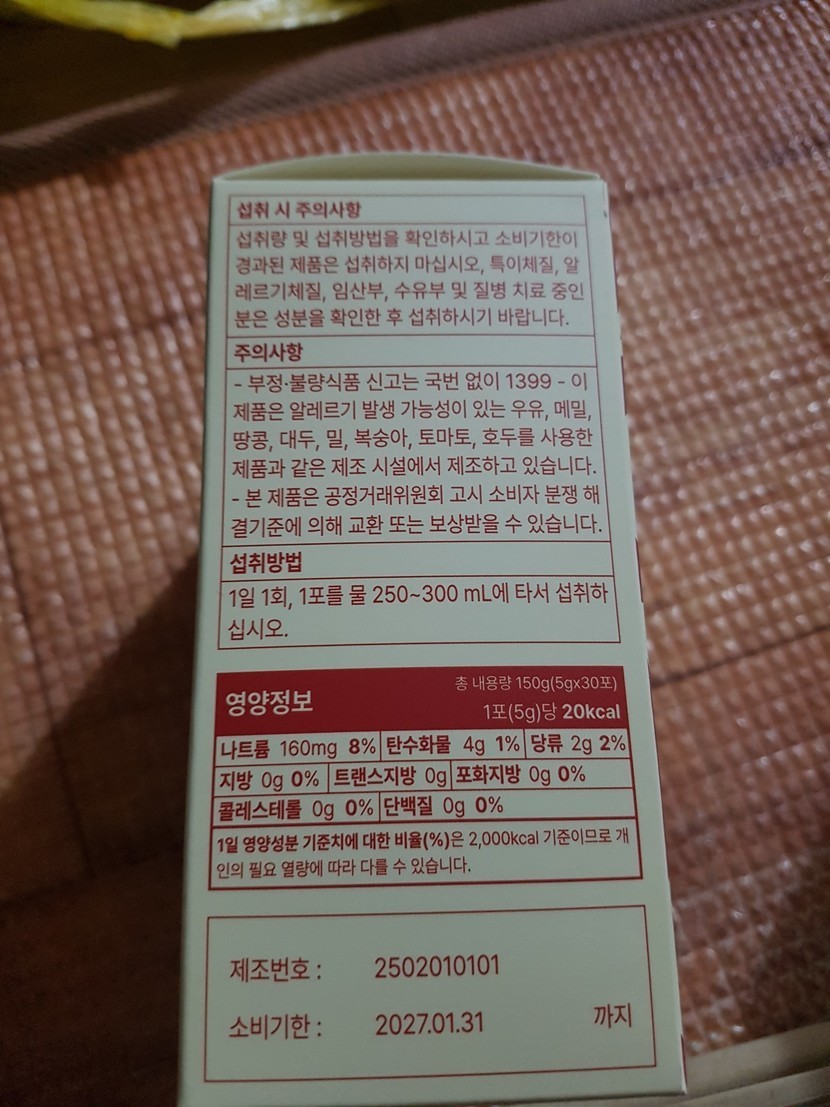 섭취 시 주의사항
섭취량 및 섭취방법을 확인하시고 소비기한이
경과된 제품은 섭취하지 마십시오, 특이체질, 알
레르기체질, 임산부, 수유부 및 질병 치료 중인
분은 성분을 확인한 후 섭취하시기 바랍니다.
주의사항
- 부정·불량식품 신고는 국번 없이 1399 - 이
제품은 알레르기 발생 가능성이 있는 우유, 메밀,
땅콩, 대두, 밀, 복숭아, 토마토, 호두를 사용한
제품과 같은 제조 시설에서 제조하고 있습니다.
- 본 제품은 공정거래위원회 고시 소비자 분쟁 해
결기준에 의해 교환 또는 보상받을 수 있습니다.
섭취방법
1일 1회, 1포를 물 250~300 mL에 타서 섭취하
십시오.
영양정보
총 내용량 150g(5gx30포)
1포(5g)당 20kcal
나트륨 160mg 8% 탄수화물 4g 1% 당류 2g 2%
지방 0g 0% 트랜스지방 0g 포화지방 0g 0%
콜레스테롤 0g 0% 단백질 0g 0%
1일 영양성분 기준치에 대한 비율(%)은 2,000kcal 기준이므로 개
인의 필요 열량에 따라 다를 수 있습니다.
제조번호 : 2502010101
소비기한 : 2027.01.31 까지